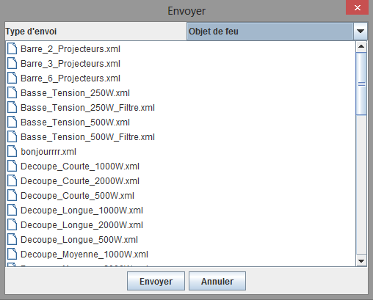 Envoyer
Type d'envoi Objet de feu
Barre_2_Projecteurs.xml
Barre_3_Projecteurs.xml
Barre_6_Projecteurs.xml
Basse_Tension_250W.xml
Basse_Tension_250W_Filtre.xml
Basse_Tension_500W.xml
Basse_Tension_500W_Filtre.xml
bonjourrrr.xml
Decoupe_Courte_1000W.xml
Decoupe_Courte_2000W.xml
Decoupe_Courte_500W.xml
Decoupe_Longue_1000W.xml
Decoupe_Longue_2000W.xml
Decoupe_Longue_500W.xml
Decoupe_Moyenne_1000W.xml
Envoyer Annuler